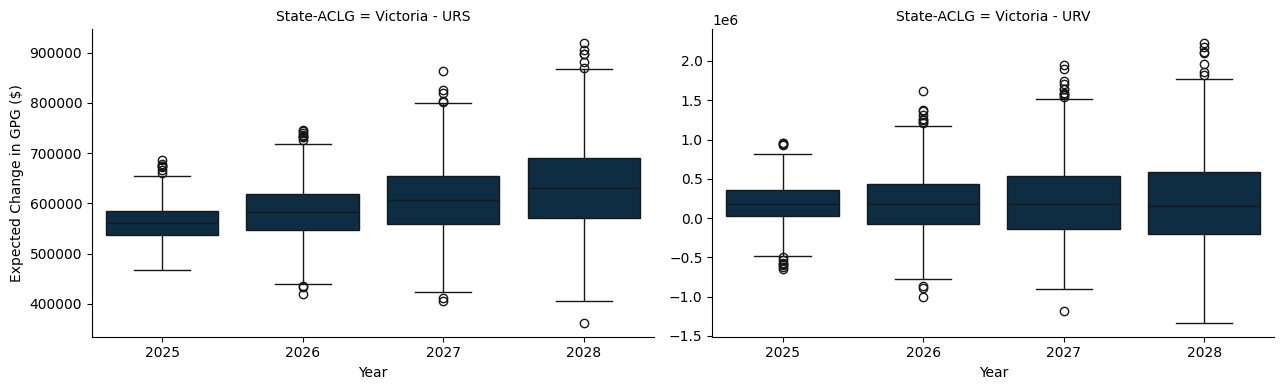 State-ACLG = Victoria - URS
Expected Change in GPG ($)
900000
800000
700000
600000
500000
400000
2025 2026 2027 2028
Year
State-ACLG = Victoria - URV
1e6
2.0
1.5
1.0
0.5
0.0
−0.5
−1.0
−1.5
2025 2026 2027 2028
Year